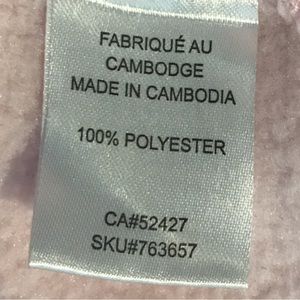 FABRIQUÉ AU
CAMBODGE
MADE IN CAMBODIA
100% POLYESTER
CA#52427
SKU#763657